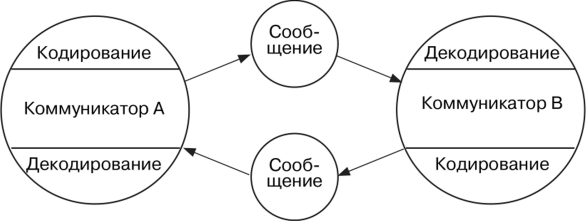 Кодирование
Коммуникатор А
Декодирование
Сооб-
щение
Сооб-
щение
Декодирование
Коммуникатор В
Кодирование